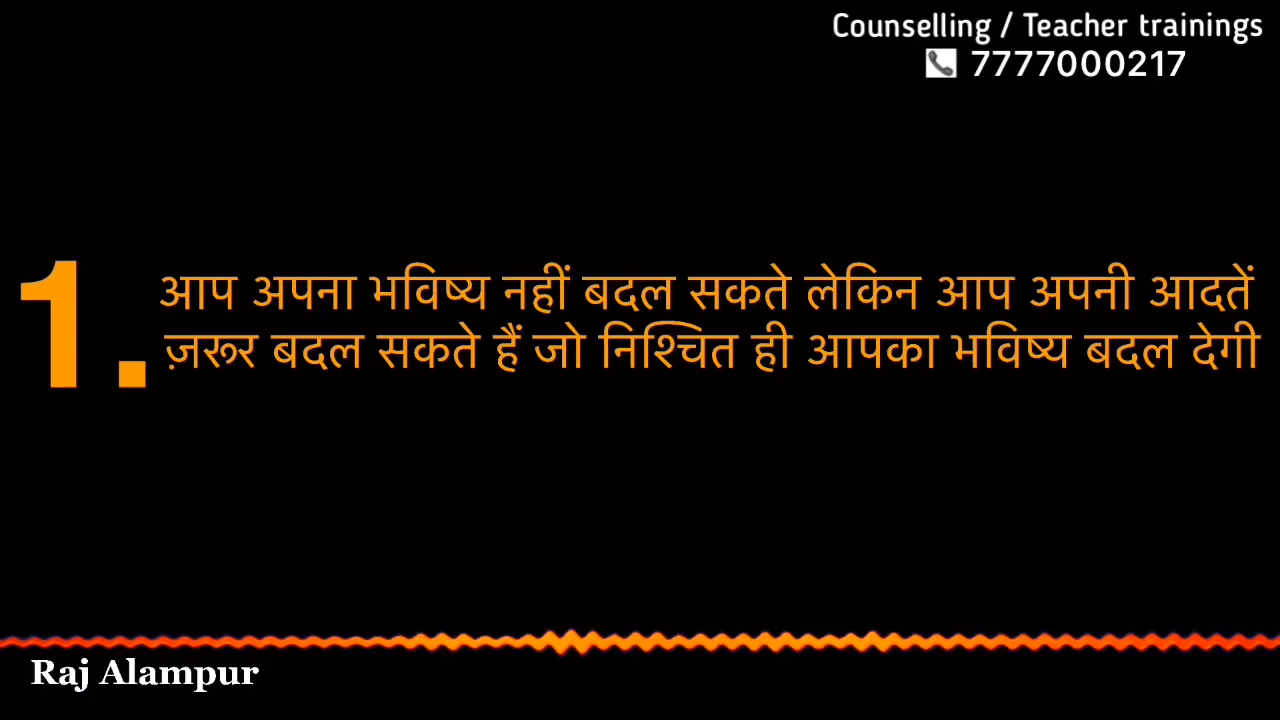 Counselling / Teacher trainings
📞 7777000217
1.
आप अपना भविष्य नहीं बदल सकते लेकिन आप अपनी आदतें
ज़रूर बदल सकते हैं जो निश्चित ही आपका भविष्य बदल देगी
Raj Alampur